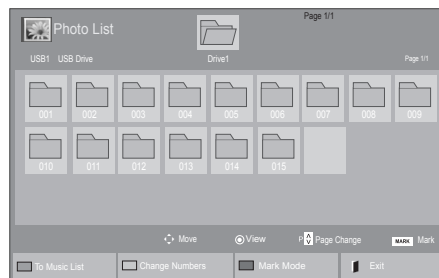 Page 1/1
Photo List
USB1 USB Drive Drive1 Page 1/1
001 002 003 004 005 006 007 008 009
010 011 012 013 014 015
Move View P Page Change MARK Mark
To Music List Change Numbers Mark Mode Exit